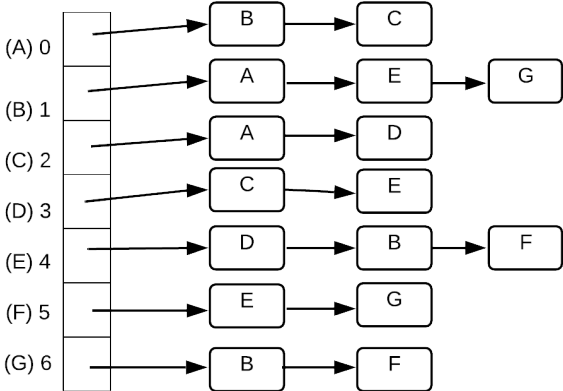 (A) 0 B C
(B) 1 A E G
(C) 2 A D
(D) 3 C E
(E) 4 D B F
(F) 5 E G
(G) 6 B F